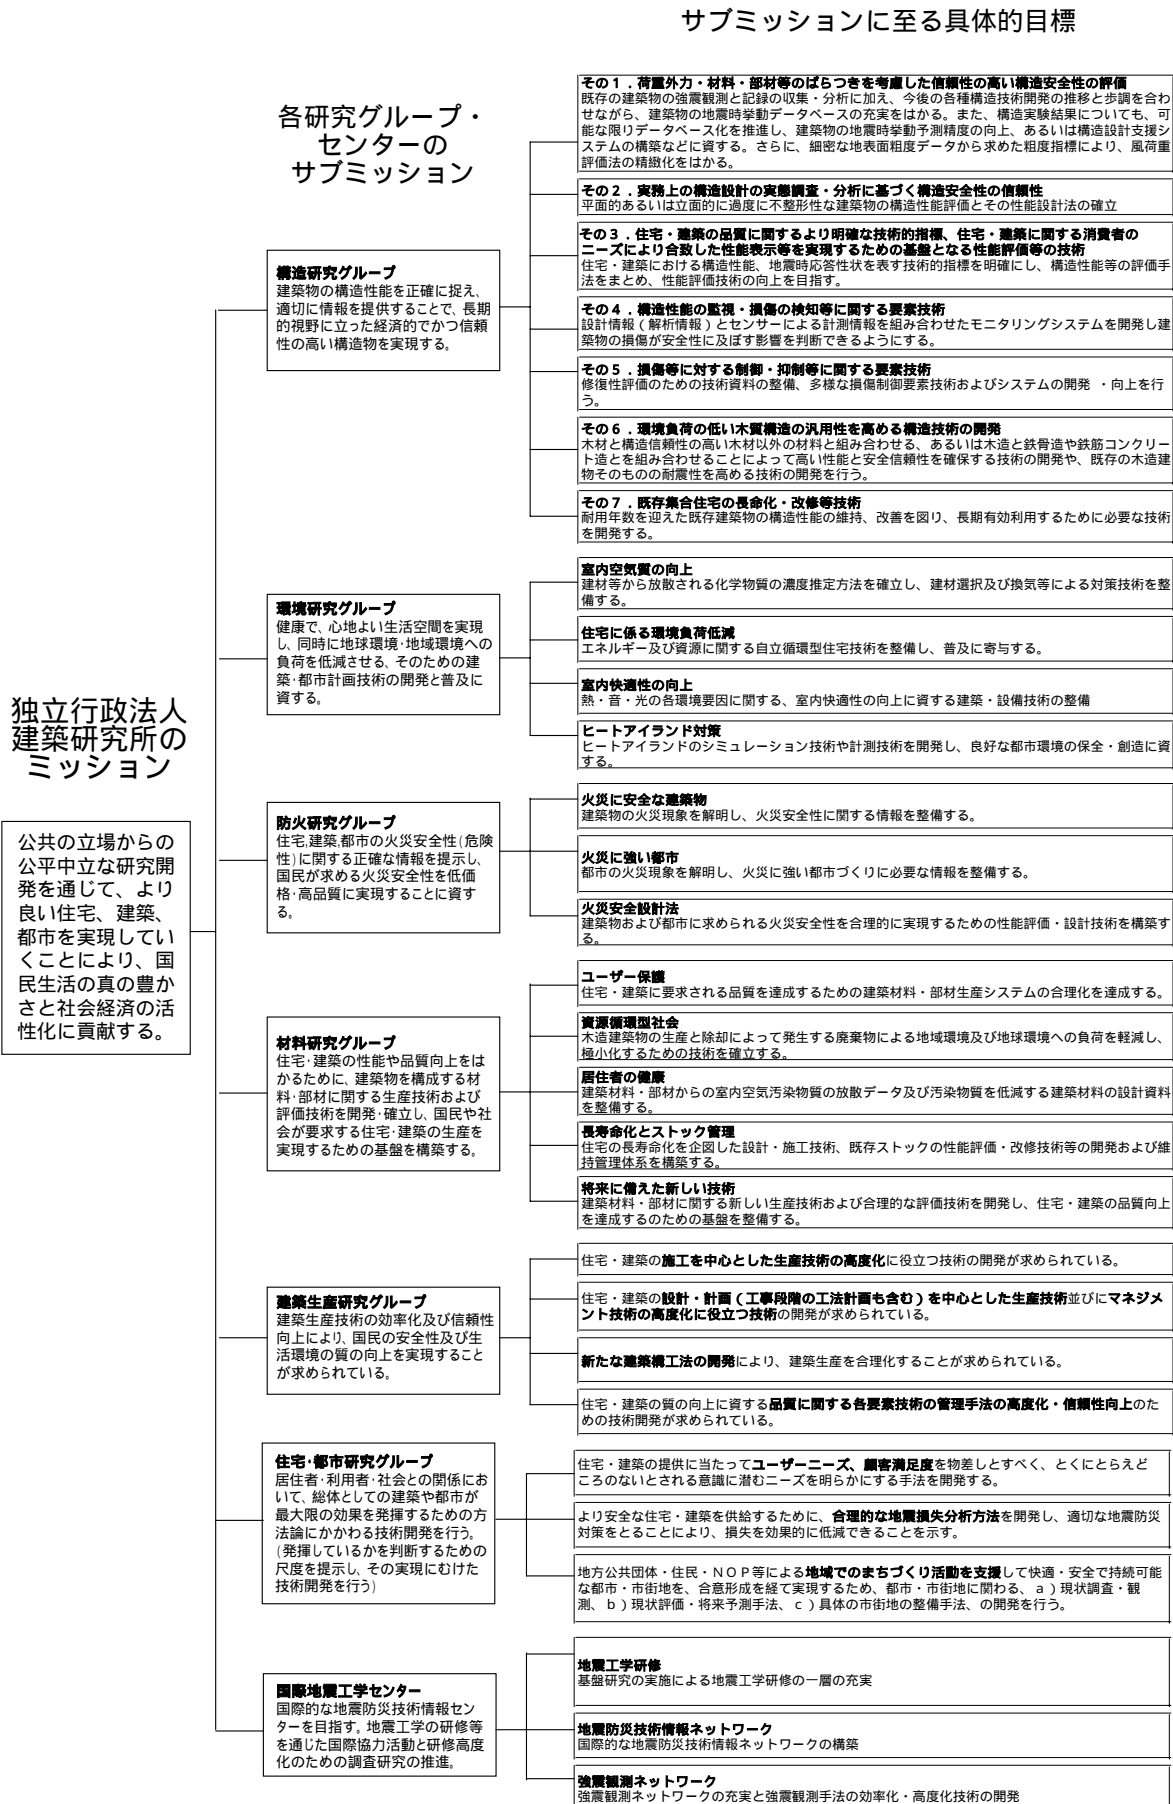 サブミッションに至る具体的目標
各研究グループ・
センターの
サブミッション
独立行政法人
建築研究所の
ミッション
公共の立場からの
公平中立な研究開
発を通じて、より
良い住宅、建築、
都市を実現してい
くことにより、国
民生活の真の豊か
さと社会経済の活
性化に貢献する。
構造研究グループ
建築物の構造性能を正確に捉え、
適切に情報を提供することで、長期
的視野に立った経済的でかつ信頼
性の高い構造物を実現する。
その1．荷重外力・材料・部材等のばらつきを考慮した信頼性の高い構造安全性の評価
既存の建築物の強震観測と記録の収集・分析に加え、今後の各種構造技術開発の推移と歩調を合わ
せながら、建築物の地震時挙動データベースの充実をはかる。また、構造実験結果についても、可
能な限りデータベース化を推進し、建築物の地震時挙動予測精度の向上、あるいは構造設計支援シ
ステムの構築などに資する。さらに、細密な地表面粗度データから求めた粗度指標により、風荷重
評価法の精緻化をはかる。
その2．実務上の構造設計の実態調査・分析に基づく構造安全性の信頼性
平面的あるいは立面的に過度に不整形性な建築物の構造性能評価とその性能設計法の確立
その3．住宅・建築の品質に関するより明確な技術的指標、住宅・建築に関する消費者の
ニーズにより合致した性能表示等を実現するための基盤となる性能評価等の技術
住宅・建築における構造性能、地震時応答性状を表す技術的指標を明確にし、構造性能等の評価手
法をまとめ、性能評価技術の向上を目指す。
その4．構造性能の監視・損傷の検知等に関する要素技術
設計情報（解析情報）とセンサーによる計測情報を組み合わせたモニタリングシステムを開発し建
築物の損傷が安全性に及ぼす影響を判断できるようにする。
その5．損傷等に対する制御・抑制等に関する要素技術
修復性評価のための技術資料の整備、多様な損傷制御要素技術およびシステムの開発 ・向上を行
う。
その6．環境負荷の低い木質構造の汎用性を高める構造技術の開発
木材と構造信頼性の高い木材以外の材料と組み合わせる、あるいは木造と鉄骨造や鉄筋コンクリー
ト造とを組み合わせることによって高い性能と安全信頼性を確保する技術の開発や、既存の木造建
物そのものの耐震性を高める技術の開発を行う。
その7．既存集合住宅の長命化・改修等技術
耐用年数を迎えた既存建築物の構造性能の維持、改善を図り、長期有効利用するために必要な技術
を開発する。
環境研究グループ
健康で、心地よい生活空間を実現
し、同時に地球環境・地域環境への
負荷を低減させる、そのための建
築・都市計画技術の開発と普及に
資する。
室内空気質の向上
建材等から放散される化学物質の濃度推定方法を確立し、建材選択及び換気等による対策技術を整
備する。
住宅に係る環境負荷低減
エネルギー及び資源に関する自立循環型住宅技術を整備し、普及に寄与する。
室内快適性の向上
熱・音・光の各環境要因に関する、室内快適性の向上に資する建築・設備技術の整備
ヒートアイランド対策
ヒートアイランドのシミュレーション技術や計測技術を開発し、良好な都市環境の保全・創造に資
する。
防火研究グループ
住宅,建築,都市の火災安全性（危険
性）に関する正確な情報を提示し、
国民が求める火災安全性を低価
格・高品質に実現することに資す
る。
火災に安全な建築物
建築物の火災現象を解明し、火災安全性に関する情報を整備する。
火災に強い都市
都市の火災現象を解明し、火災に強い都市づくりに必要な情報を整備する。
火災安全設計法
建築物および都市に求められる火災安全性を合理的に実現するための性能評価・設計技術を構築す
る。
材料研究グループ
住宅・建築の性能や品質向上をは
かるために、建築物を構成する材
料・部材に関する生産技術および
評価技術を開発・確立し、国民や社
会が要求する住宅・建築の生産を
実現するための基盤を構築する。
ユーザー保護
住宅・建築に要求される品質を達成するための建築材料・部材生産システムの合理化を達成する。
資源循環型社会
木造建築物の生産と除却によって発生する廃棄物による地域環境及び地球環境への負荷を軽減し、
極小化するための技術を確立する。
居住者の健康
建築材料・部材からの室内空気汚染物質の放散データ及び汚染物質を低減する建築材料の設計資料
を整備する。
長寿命化とストック管理
住宅の長寿命化を企図した設計・施工技術、既存ストックの性能評価・改修技術等の開発および維
持管理体系を構築する。
将来に備えた新しい技術
建築材料・部材に関する新しい生産技術および合理的な評価技術を開発し、住宅・建築の品質向上
を達成するのための基盤を整備する。
建築生産研究グループ
建築生産技術の効率化及び信頼性
向上により、国民の安全性及び生
活環境の質の向上を実現すること
が求められている。
住宅・建築の施工を中心とした生産技術の高度化に役立つ技術の開発が求められている。
住宅・建築の設計・計画（工事段階の工法計画も含む）を中心とした生産技術並びにマネジメ
ント技術の高度化に役立つ技術の開発が求められている。
新たな建築構工法の開発により、建築生産を合理化することが求められている。
住宅・建築の質の向上に資する品質に関する各要素技術の管理手法の高度化・信頼性向上のた
めの技術開発が求められている。
住宅・都市研究グループ
居住者・利用者・社会との関係にお
いて、総体としての建築や都市が
最大限の効果を発揮するための方
法論にかかわる技術開発を行う。
（発揮しているかを判断するための
尺度を提示し、その実現にむけた
技術開発を行う）
住宅・建築の提供に当たってユーザーニーズ、顧客満足度を物差しとすべく、とくにとらえど
ころのないとされる意識に潜むニーズを明らかにする手法を開発する。
より安全な住宅・建築を供給するために、合理的な地震損失分析方法を開発し、適切な地震防災
対策をとることにより、損失を効果的に低減できることを示す。
地方公共団体・住民・ＮＯＰ等による地域でのまちづくり活動を支援して快適・安全で持続可能
な都市・市街地を、合意形成を経て実現するため、都市・市街地に関わる、ａ）現状調査・観
測、ｂ）現状評価・将来予測手法、ｃ）具体の市街地の整備手法、の開発を行う。
国際地震工学センター
国際的な地震防災技術情報セン
ターを目指す。地震工学の研修等
を通じた国際協力活動と研修高度
化のための調査研究の推進。
地震工学研修
基盤研究の実施による地震工学研修の一層の充実
地震防災技術情報ネットワーク
国際的な地震防災技術情報ネットワークの構築
強震観測ネットワーク
強震観測ネットワークの充実と強震観測手法の効率化・高度化技術の開発